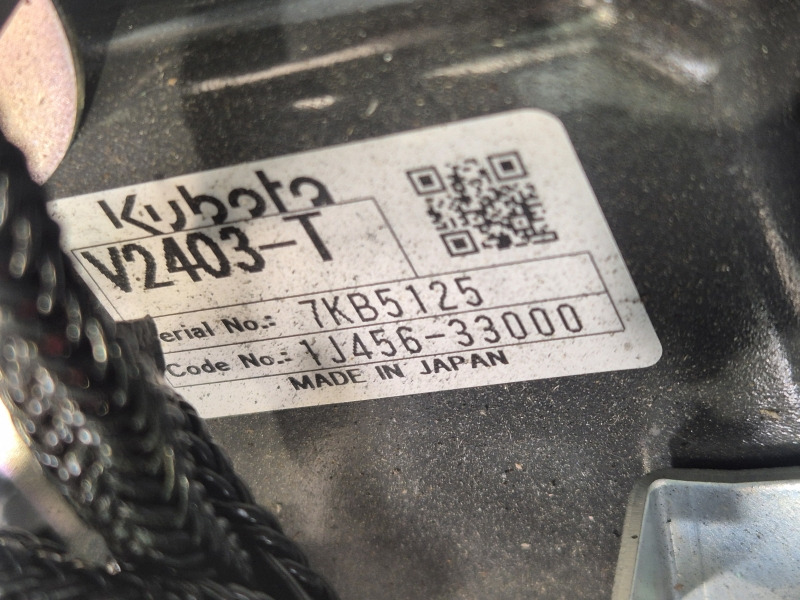 Kubota
V2403-T
erial No.: 7KB5125
Code No.: 1J456-33000
MADE IN JAPAN